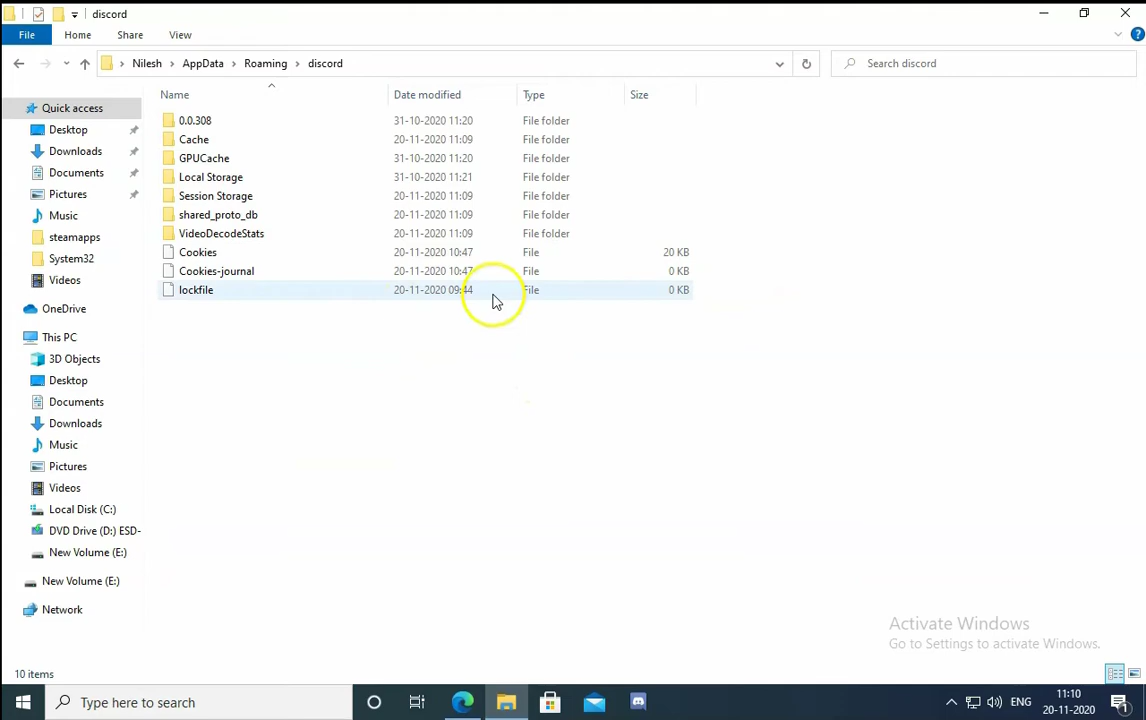 discord
File Home Share View
Nilesh AppData Roaming discord Search discord
Name Date modified Type Size
Quick access
Desktop
Downloads
Documents
Pictures
Music
steamapps
System32
Videos
OneDrive
This PC
3D Objects
Desktop
Documents
Downloads
Music
Pictures
Videos
Local Disk (C:)
DVD Drive (D:) ESD-
New Volume (E:)
New Volume (E:)
Network
0.0.308 31-10-2020 11:20 File folder
Cache 20-11-2020 11:09 File folder
GPUCache 31-10-2020 11:20 File folder
Local Storage 31-10-2020 11:21 File folder
Session Storage 20-11-2020 11:09 File folder
shared_proto_db 20-11-2020 11:09 File folder
VideoDecodeStats 20-11-2020 11:09 File folder
Cookies 20-11-2020 10:47 File 20 KB
Cookies-journal 20-11-2020 10:47 File 0 KB
lockfile 20-11-2020 09:44 File 0 KB
Activate Windows
Go to Settings to activate Windows.
10 items
Type here to search
ENG
11:10
20-11-2020
1